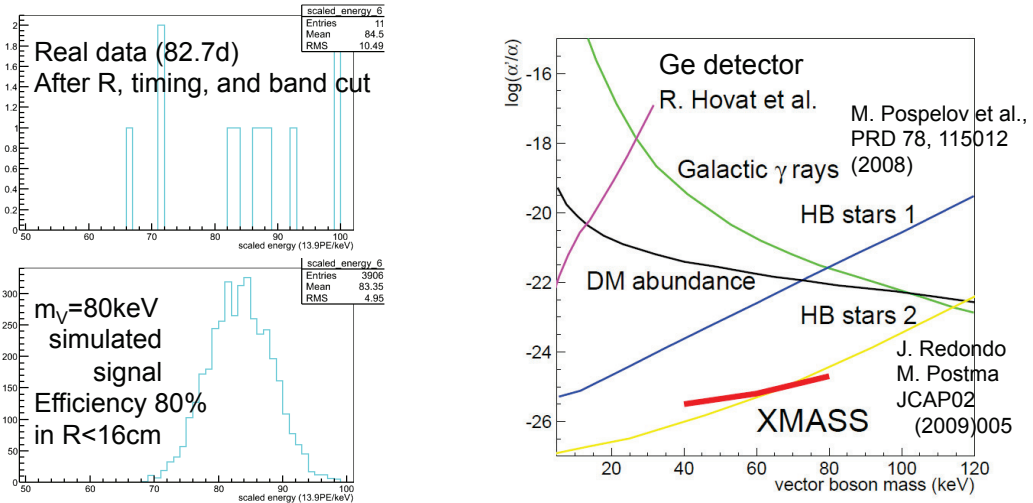 scaled_energy_6
Entries 11
Mean 84.5
RMS 10.49
Real data (82.7d)
After R, timing, and band cut
2
1.8
1.6
1.4
1.2
1
0.8
0.6
0.4
0.2
0
50 60 70 80 90 100
scaled energy (13.9PE/keV)
scaled_energy_6
Entries 3906
Mean 83.35
RMS 4.95
mV=80keV
simulated
signal
Efficiency 80%
in R<16cm
300
250
200
150
100
50
0
50 60 70 80 90 100
scaled energy (13.9PE/keV)
log(α'/α)
-16
-18
-20
-22
-24
-26
Ge detector
R. Hovat et al.
M. Pospelov et al.,
PRD 78, 115012
(2008)
Galactic γ rays
HB stars 1
DM abundance
HB stars 2
J. Redondo
M. Postma
JCAP02
(2009)005
XMASS
20 40 60 80 100 120
vector boson mass (keV)